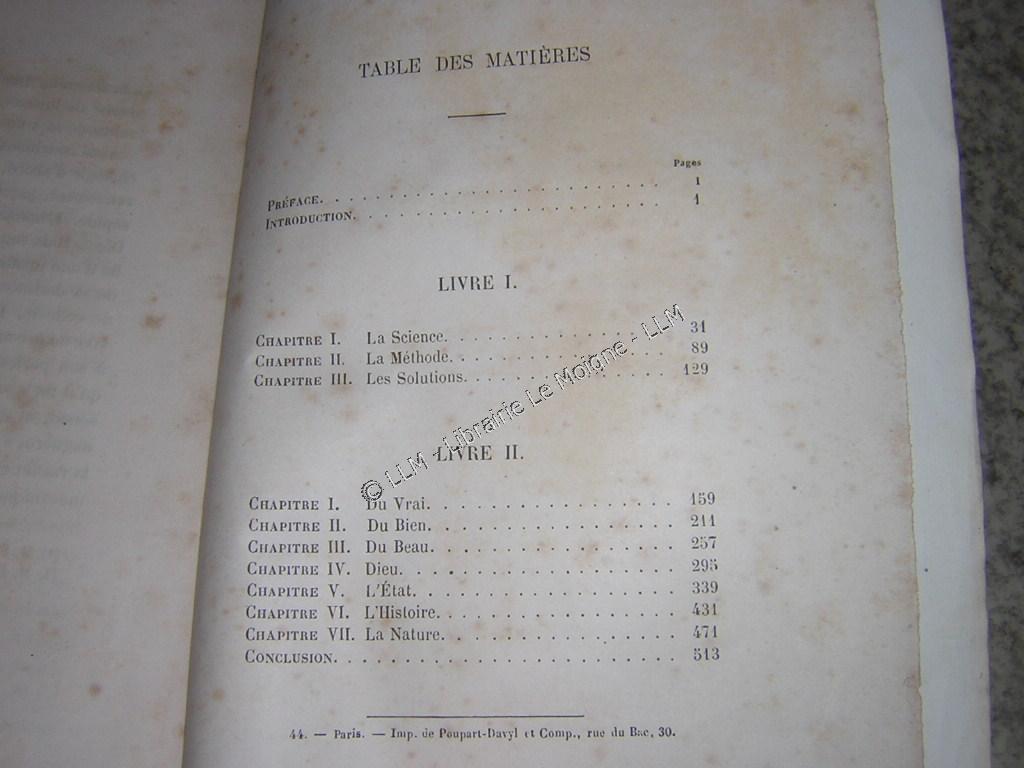 TABLE DES MATIÈRES
Pages
PRÉFACE. . . . . . . . . . . . . . . . . . . . . . . . . . . I
INTRODUCTION. . . . . . . . . . . . . . . . . . . . . . . . 1
LIVRE I.
CHAPITRE I. La Science. . . . . . . . . . . . . . . . . 31
CHAPITRE II. La Méthode. . . . . . . . . . . . . . . . . 89
CHAPITRE III. Les Solutions. . . . . . . . . . . . . . . . 129
© LLM - Librairie Le Moigne - LLM
LIVRE II.
CHAPITRE I. Du Vrai. . . . . . . . . . . . . . . . . . . 159
CHAPITRE II. Du Bien. . . . . . . . . . . . . . . . . . . 211
CHAPITRE III. Du Beau. . . . . . . . . . . . . . . . . . . 257
CHAPITRE IV. Dieu. . . . . . . . . . . . . . . . . . . . . 295
CHAPITRE V. L'État. . . . . . . . . . . . . . . . . . . . 339
CHAPITRE VI. L'Histoire. . . . . . . . . . . . . . . . . . 431
CHAPITRE VII. La Nature. . . . . . . . . . . . . . . . . . 471
CONCLUSION. . . . . . . . . . . . . . . . . . . . . . . . . 513
44. — Paris. — Imp. de Poupart-Davyl et Comp., rue du Bac, 30.